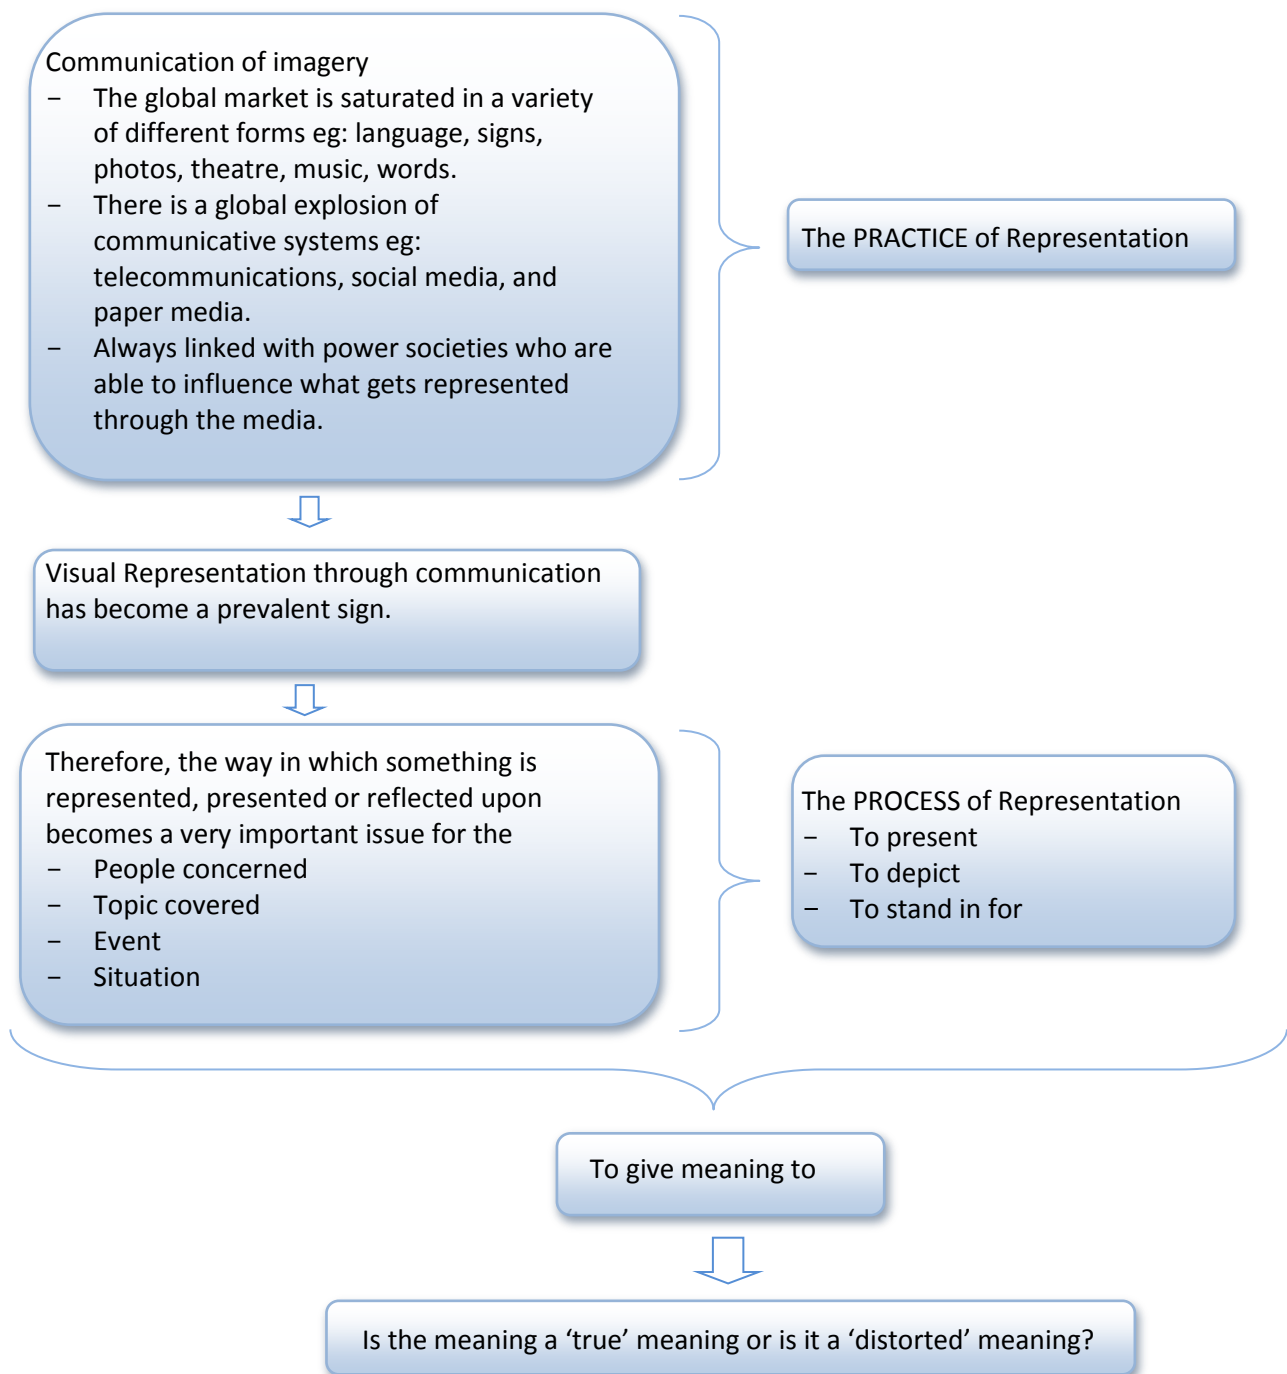 Communication of imagery
− The global market is saturated in a variety
of different forms eg: language, signs,
photos, theatre, music, words.
− There is a global explosion of
communicative systems eg:
telecommunications, social media, and
paper media.
− Always linked with power societies who are
able to influence what gets represented
through the media.
The PRACTICE of Representation
Visual Representation through communication
has become a prevalent sign.
Therefore, the way in which something is
represented, presented or reflected upon
becomes a very important issue for the
− People concerned
− Topic covered
− Event
− Situation
The PROCESS of Representation
− To present
− To depict
− To stand in for
To give meaning to
Is the meaning a ‘true’ meaning or is it a ‘distorted’ meaning?